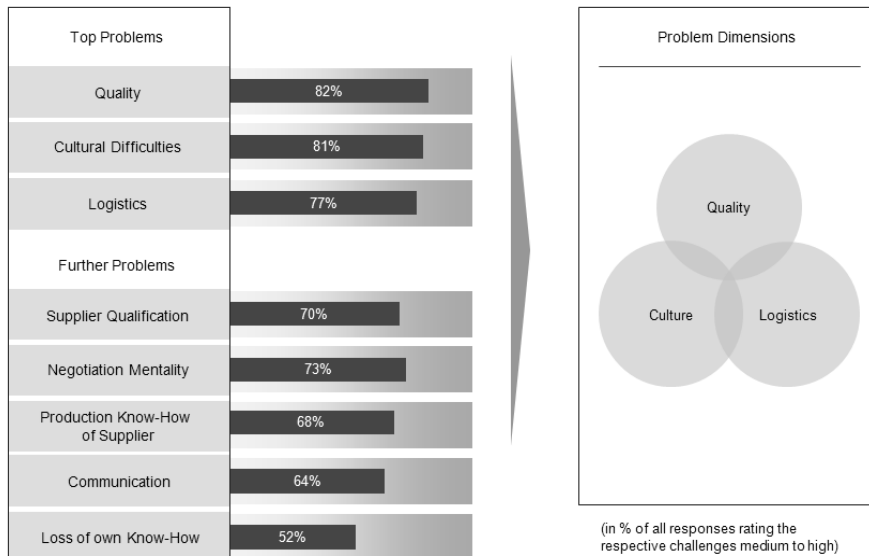 Top Problems
Quality
82%
Cultural Difficulties
81%
Logistics
77%
Further Problems
Supplier Qualification
70%
Negotiation Mentality
73%
Production Know-How
of Supplier
68%
Communication
64%
Loss of own Know-How
52%
Problem Dimensions
Quality
Culture
Logistics
(in % of all responses rating the
respective challenges medium to high)